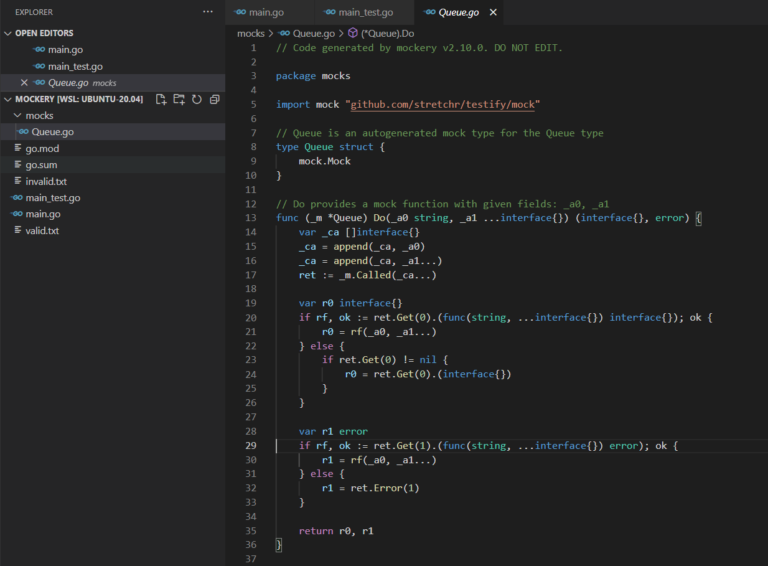 EXPLORER ...
OPEN EDITORS
main.go
main_test.go
Queue.go mocks
MOCKERY [WSL: UBUNTU-20.04]
mocks
Queue.go
go.mod
go.sum
invalid.txt
main_test.go
main.go
valid.txt
main.go main_test.go Queue.go
mocks > Queue.go > (*Queue).Do
1 // Code generated by mockery v2.10.0. DO NOT EDIT.
2
3 package mocks
4
5 import mock "github.com/stretchr/testify/mock"
6
7 // Queue is an autogenerated mock type for the Queue type
8 type Queue struct {
9 mock.Mock
10 }
11
12 // Do provides a mock function with given fields: _a0, _a1
13 func (_m *Queue) Do(_a0 string, _a1 ...interface{}) (interface{}, error) {
14 var _ca []interface{}
15 _ca = append(_ca, _a0)
16 _ca = append(_ca, _a1...)
17 ret := _m.Called(_ca...)
18
19 var r0 interface{}
20 if rf, ok := ret.Get(0).(func(string, ...interface{}) interface{}); ok {
21 r0 = rf(_a0, _a1...)
22 } else {
23 if ret.Get(0) != nil {
24 r0 = ret.Get(0).(interface{})
25 }
26 }
27
28 var r1 error
29 if rf, ok := ret.Get(1).(func(string, ...interface{}) error); ok {
30 r1 = rf(_a0, _a1...)
31 } else {
32 r1 = ret.Error(1)
33 }
34
35 return r0, r1
36 }
37